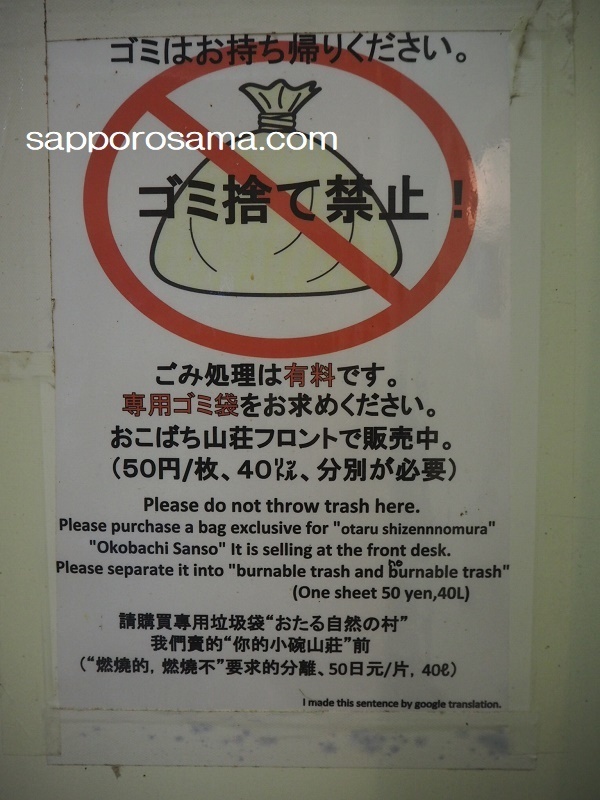 ゴミはお持ち帰りください。
sapporosama.com
ゴミ捨て禁止!
ごみ処理は有料です。
専用ゴミ袋をお求めください。
おこばち山荘フロントで販売中。
(50円/枚、40㍑、分別が必要)
Please do not throw trash here.
Please purchase a bag exclusive for "otaru shizennnomura"
"Okobachi Sanso" It is selling at the front desk.
no
Please separate it into "burnable trash and burnable trash"
(One sheet 50 yen,40L)
請購買專用垃圾袋“おたる自然の村”
我們賣的“你的小碗山莊”前
(“燃燒的, 燃燒不”要求的分離、50日元/片, 40ℓ)
I made this sentence by google translation.